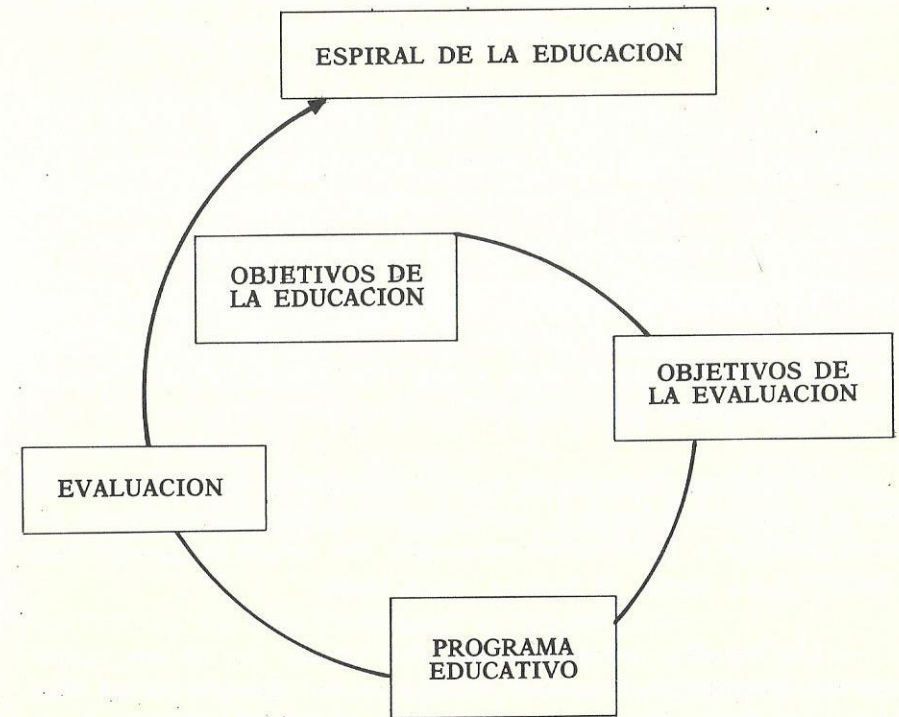 ESPIRAL DE LA EDUCACION
OBJETIVOS DE
LA EDUCACION
OBJETIVOS DE
LA EVALUACION
EVALUACION
PROGRAMA
EDUCATIVO